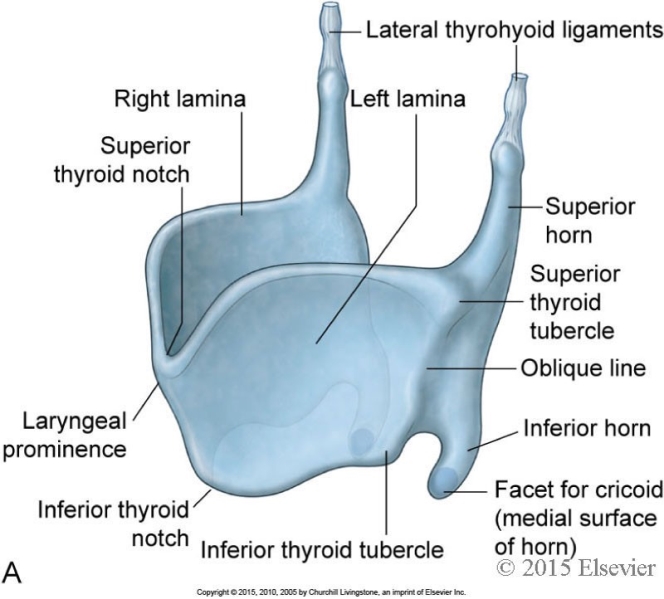 Lateral thyrohyoid ligaments
Right lamina
Left lamina
Superior
thyroid notch
Superior
horn
Superior
thyroid
tubercle
Oblique line
Laryngeal
prominence
Inferior horn
Inferior thyroid
notch
Facet for cricoid
(medial surface
of horn)
Inferior thyroid tubercle
© 2015 Elsevier
A
Copyright © 2015, 2010, 2005 by Churchill Livingstone, an imprint of Elsevier Inc.